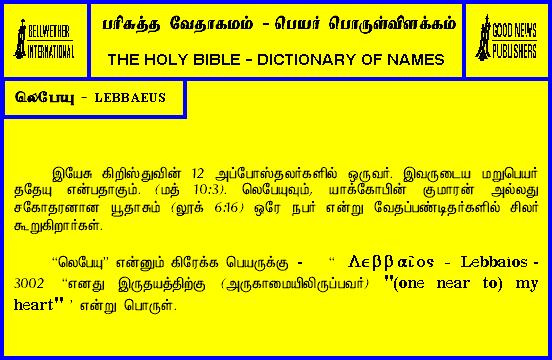 BELLWETHER
INTERNATIONAL
பரிசுத்த வேதாகமம் - பெயர் பொருள்விளக்கம்
THE HOLY BIBLE - DICTIONARY OF NAMES
GOOD NEWS
PUBLISHERS
லெபேயு - LEBBAEUS
இயேசு கிறிஸ்துவின் 12 அப்போஸ்தலர்களில் ஒருவர். இவருடைய மறுபெயர்
ததேயு என்பதாகும். (மத் 10:3). லெபேயுவும், யாக்கோபின் குமாரன் அல்லது
சகோதரனான யூதாசும் (லூக் 6:16) ஒரே நபர் என்று வேதப்பண்டிதர்களில் சிலர்
கூறுகிறார்கள்.
“லெபேயு” என்னும் கிரேக்க பெயருக்கு - “ Λεββαῖος - Lebbaios -
3002 “எனது இருதயத்திற்கு (அருகாமையிலிருப்பவர்) "(one near to) my
heart" ’ என்று பொருள்.